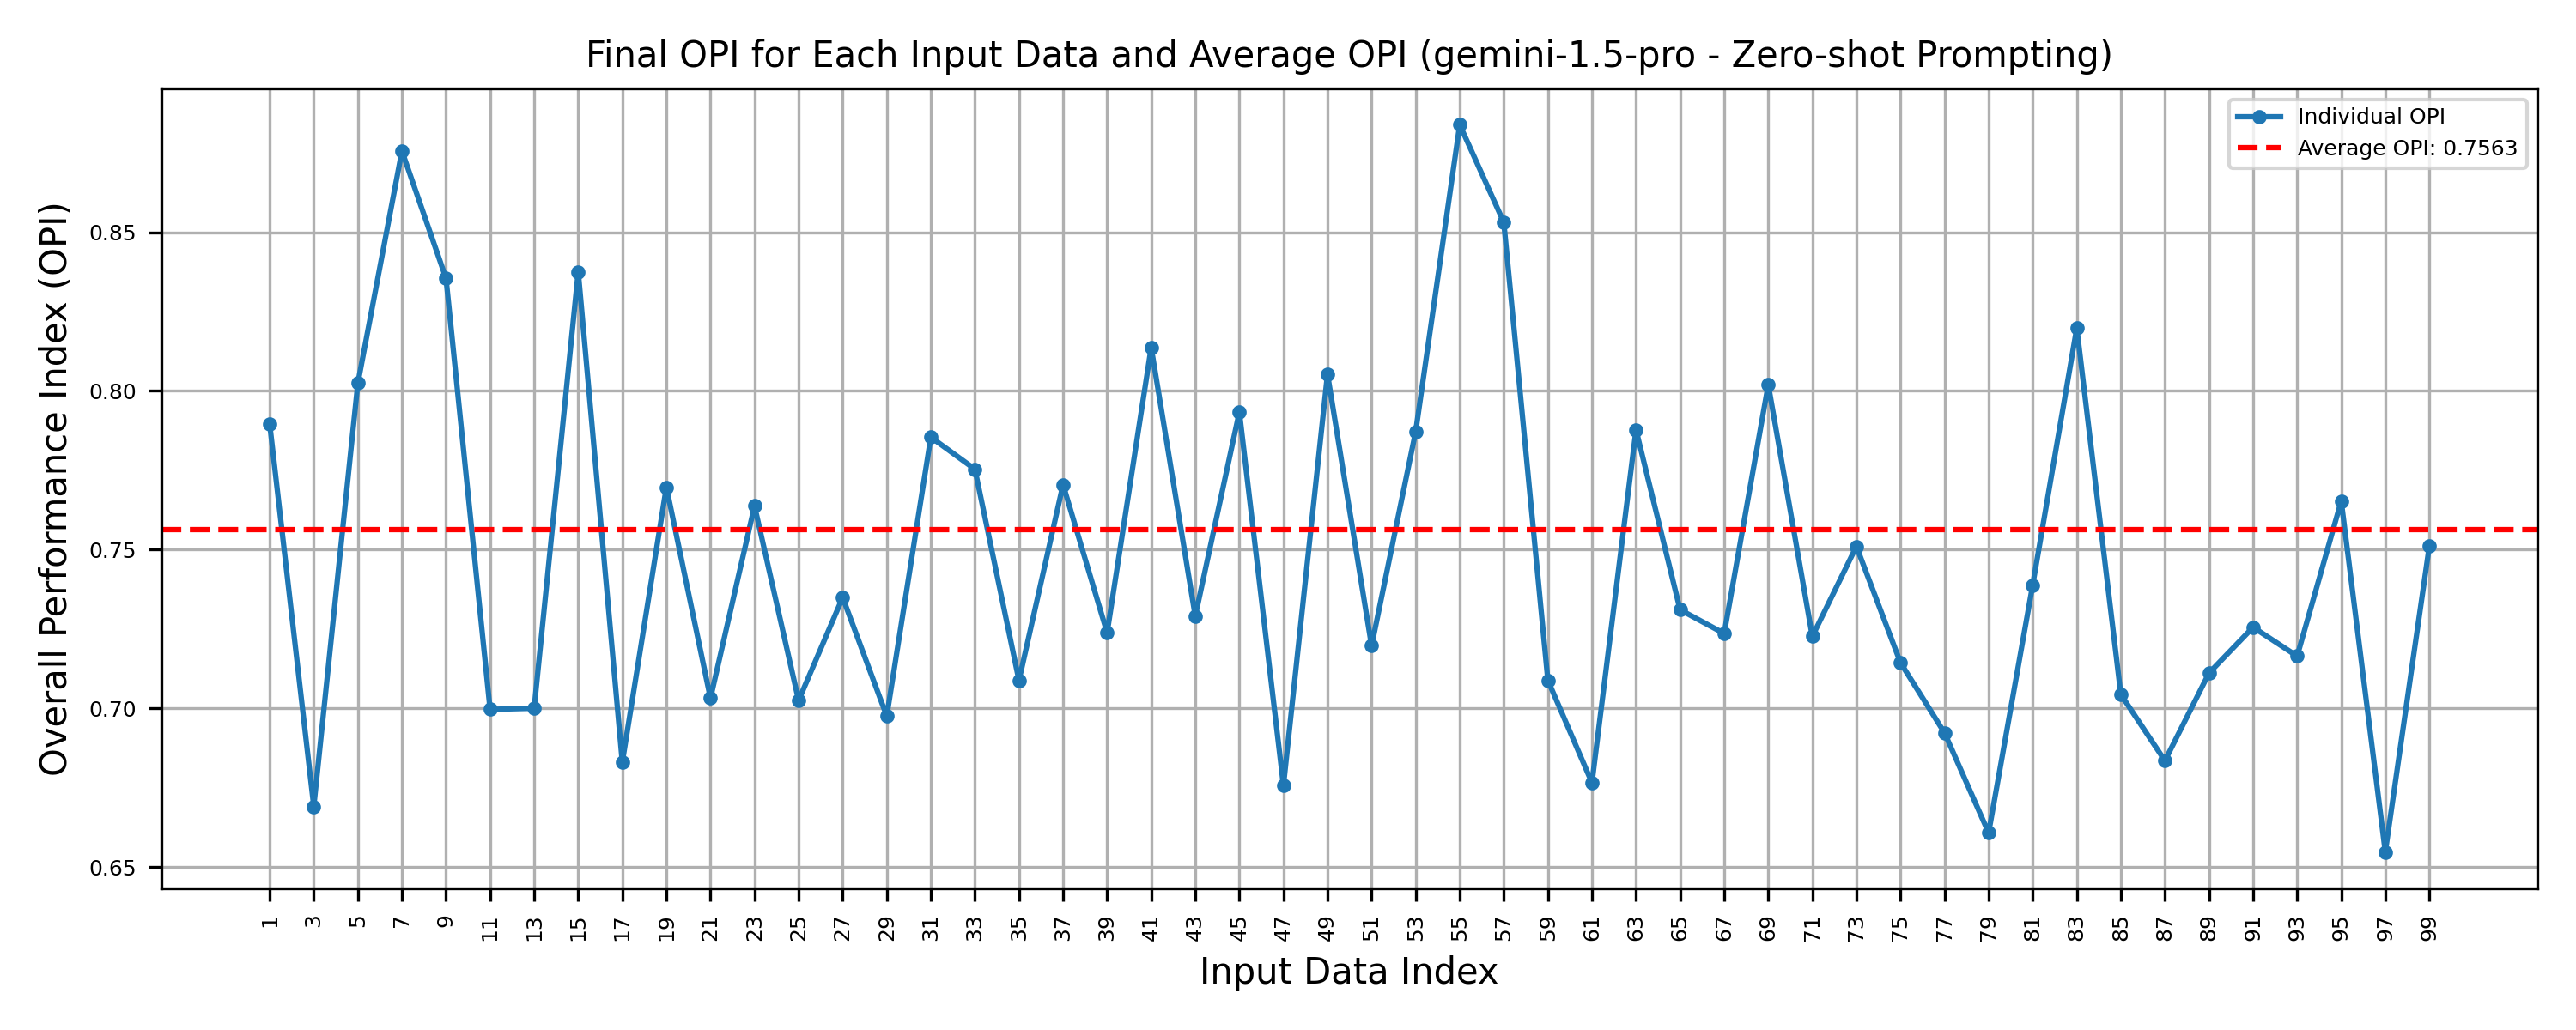 Final OPI for Each Input Data and Average OPI (gemini-1.5-pro - Zero-shot Prompting)
Individual OPI
Average OPI: 0.7563
Overall Performance Index (OPI)
0.85
0.80
0.75
0.70
0.65
1 3 5 7 9 11 13 15 17 19 21 23 25 27 29 31 33 35 37 39 41 43 45 47 49 51 53 55 57 59 61 63 65 67 69 71 73 75 77 79 81 83 85 87 89 91 93 95 97 99
Input Data Index